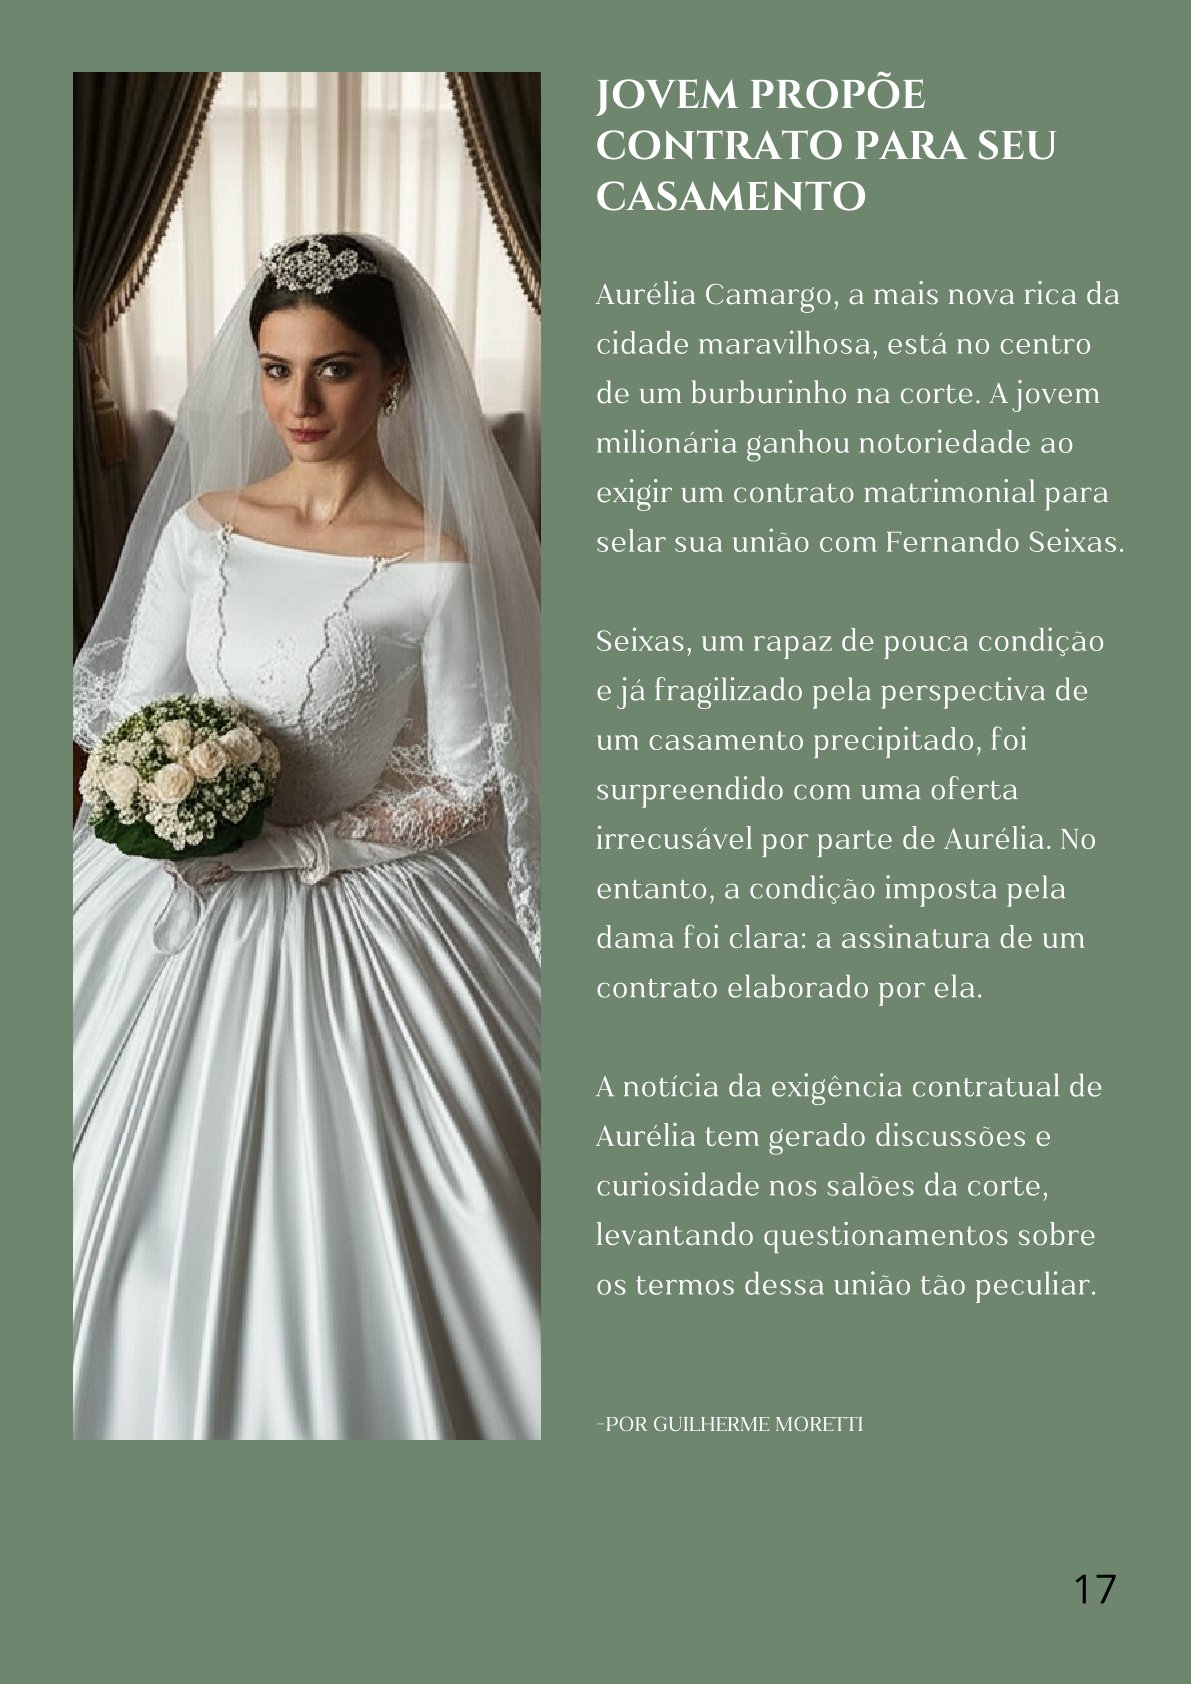 JOVEM PROPÕE
CONTRATO PARA SEU
CASAMENTO
Aurélia Camargo, a mais nova rica da
cidade maravilhosa, está no centro
de um burburinho na corte. A jovem
milionária ganhou notoriedade ao
exigir um contrato matrimonial para
selar sua união com Fernando Seixas.
Seixas, um rapaz de pouca condição
e já fragilizado pela perspectiva de
um casamento precipitado, foi
surpreendido com uma oferta
irrecusável por parte de Aurélia. No
entanto, a condição imposta pela
dama foi clara: a assinatura de um
contrato elaborado por ela.
A notícia da exigência contratual de
Aurélia tem gerado discussões e
curiosidade nos salões da corte,
levantando questionamentos sobre
os termos dessa união tão peculiar.
-POR GUILHERME MORETTI
17